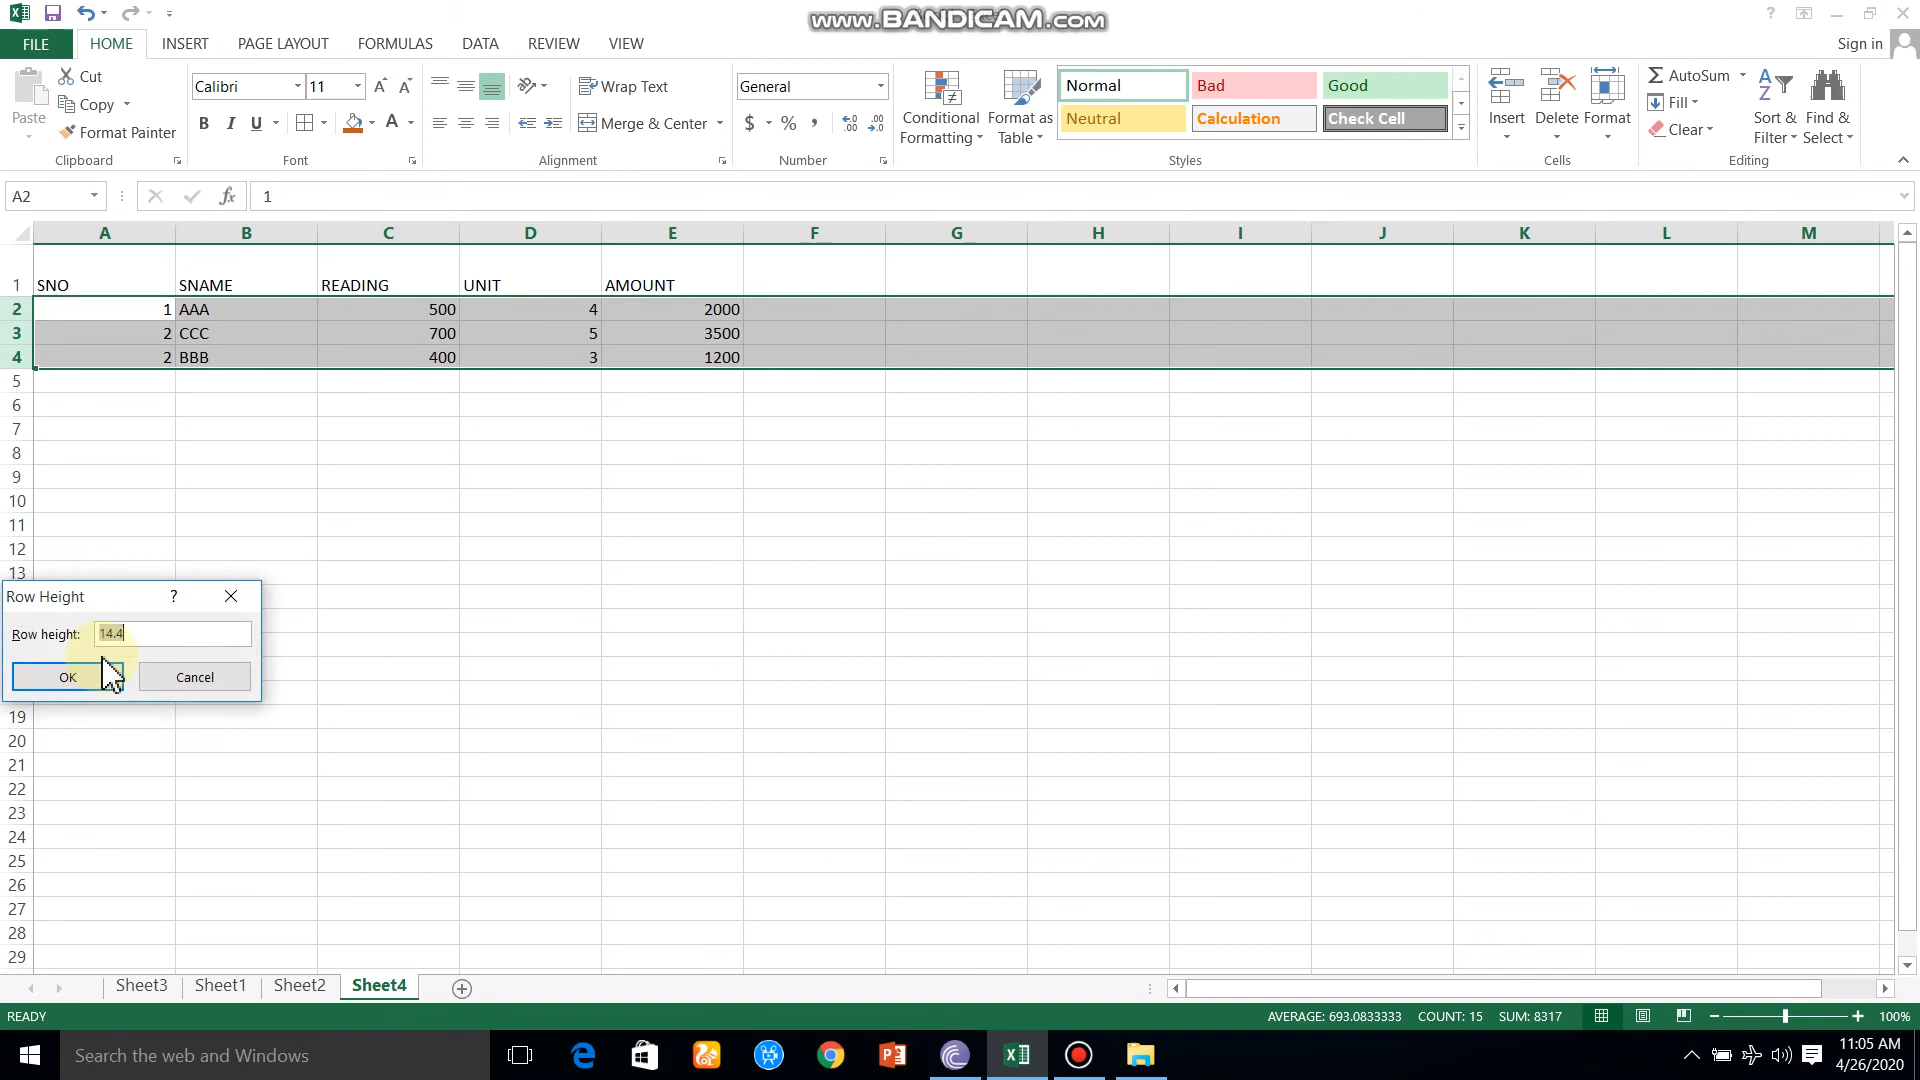 www.BANDICAM.com
FILE HOME INSERT PAGE LAYOUT FORMULAS DATA REVIEW VIEW Sign in
Paste Cut Copy Format Painter
Calibri 11
B I U A
Wrap Text
Merge & Center
General
$ %
Conditional Formatting Format as Table
Normal Bad Good
Neutral Calculation Check Cell
Insert Delete Format
AutoSum
Fill
Clear
Sort & Filter Find & Select
Clipboard Font Alignment Number Styles Cells Editing
A2 fx 1
A B C D E F G H I J K L M
1 SNO SNAME READING UNIT AMOUNT
2 1 AAA 500 4 2000
3 2 CCC 700 5 3500
4 2 BBB 400 3 1200
5
6
7
8
9
10
11
12
13
Row Height ?
Row height: 14.4
OK Cancel
19
20
21
22
23
24
25
26
27
28
29
Sheet3 Sheet1 Sheet2 Sheet4
READY AVERAGE: 693.0833333 COUNT: 15 SUM: 8317 100%
Search the web and Windows
11:05 AM
4/26/2020